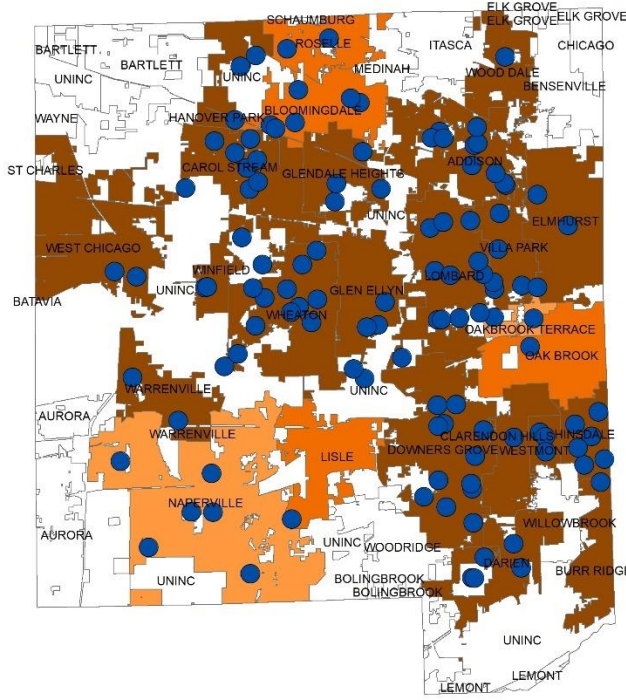 ELK GROVE
SCHAUMBURG
ELK GROVE
ELK GROVE
ROSELLE
BARTLETT
ITASCA
CHICAGO
BARTLETT
MEDINAH
UNINC
UNINC
WOOD DALE
BENSENVILLE
BLOOMINGDALE
WAYNE
HANOVER PARK
ADDISON
ST CHARLES
CAROL STREAM
GLENDALE HEIGHTS
UNINC
ELMHURST
WEST CHICAGO
VILLA PARK
WINFIELD
LOMBARD
UNINC
GLEN ELLYN
BATAVIA
WHEATON
OAKBROOK TERRACE
OAK BROOK
WARRENVILLE
UNINC
AURORA
WARRENVILLE
CLARENDON HILLS
HINSDALE
DOWNERS GROVE
WESTMONT
LISLE
NAPERVILLE
WILLOWBROOK
AURORA
UNINC
WOODRIDGE
DARIEN
BURR RIDGE
UNINC
BOLINGBROOK
BOLINGBROOK
UNINC
LEMONT
LEMONT